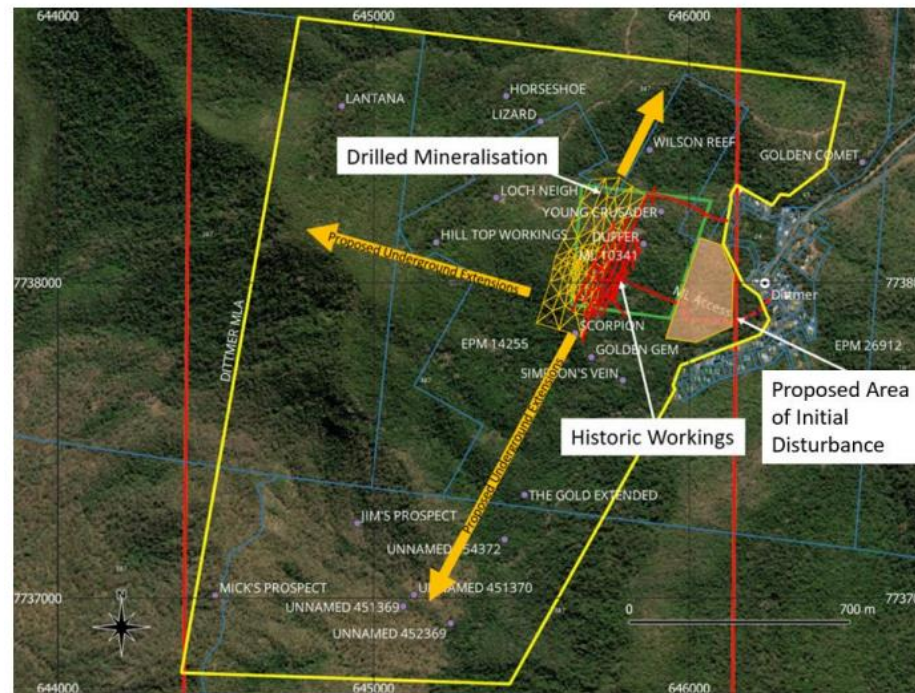 644000
645000
646000
HORSESHOE
LANTANA
LIZARD
WILSON REEF
Drilled Mineralisation
GOLDEN COMET
LOCH NEIGH
YOUNG CRUSADER
HILL TOP WORKINGS
DUFFER
Proposed Underground Extensions
ML 10341
7738000
7738000
Dittmer
ML Access
SCORPION
DITTMER MLA
EPM 14255
EPM 26912
GOLDEN GEM
SIMPSON'S VEIN
Proposed Area
of Initial
Disturbance
Historic Workings
Proposed Underground Extensions
THE GOLD EXTENDED
JIM'S PROSPECT
UNNAMED 454372
MICK'S PROSPECT
UNNAMED 451370
7737000
UNNAMED 451369
0
700 m
UNNAMED 452369
644000
645000
646000